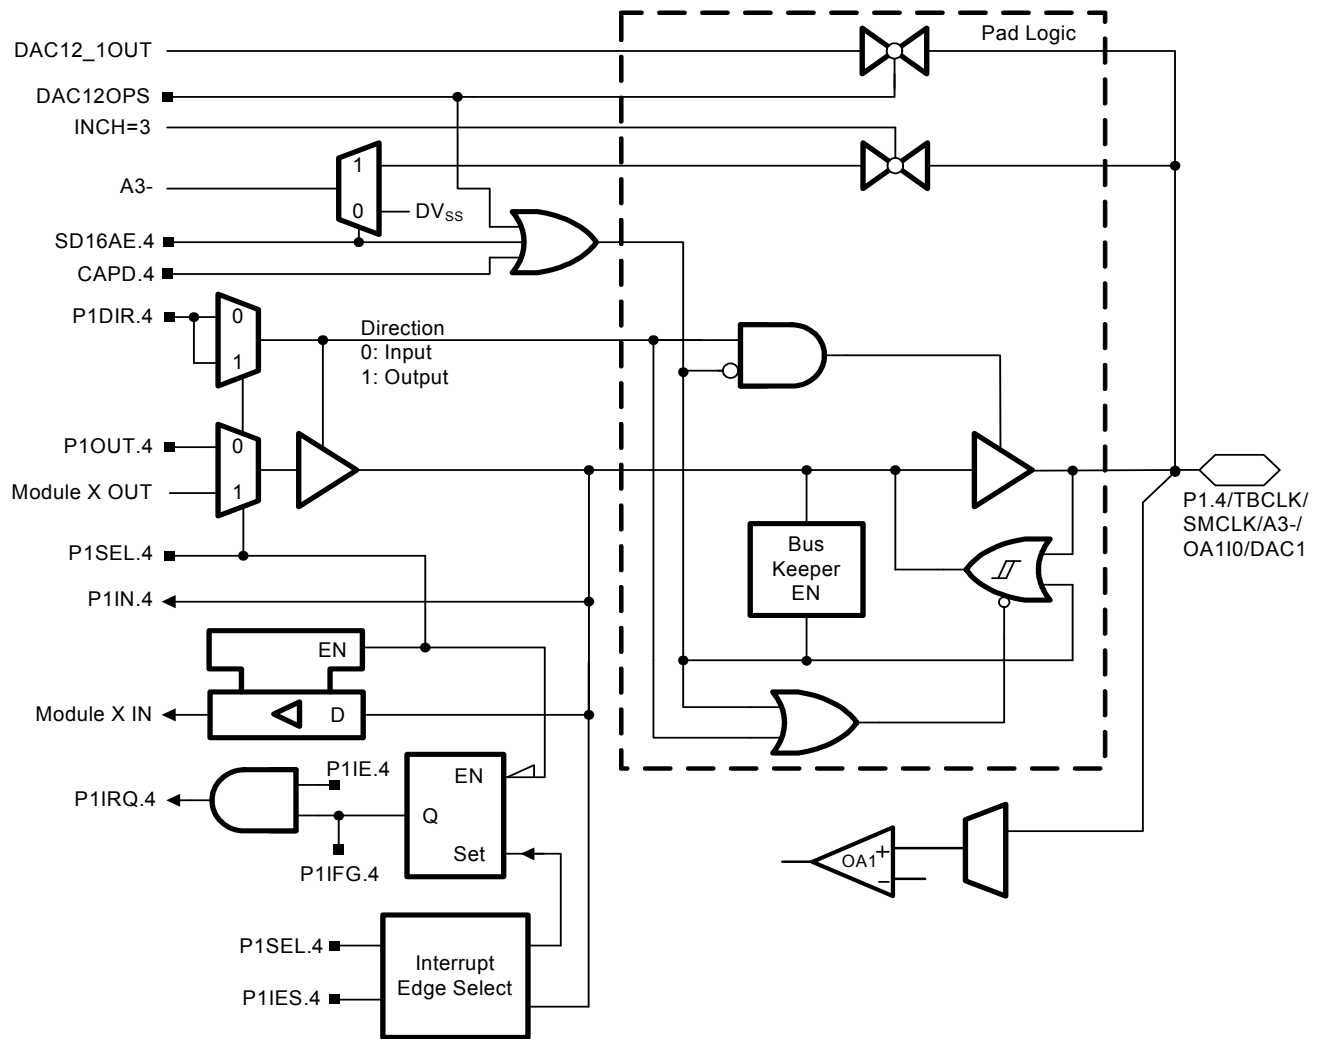 Pad Logic
DAC12_1OUT
DAC12OPS
INCH=3
1
A3-
0
DVSS
SD16AE.4
CAPD.4
P1DIR.4
0
1
Direction
0: Input
1: Output
P1OUT.4
0
Module X OUT
1
P1.4/TBCLK/
SMCLK/A3-/
OA1I0/DAC1
P1SEL.4
Bus
Keeper
EN
P1IN.4
EN
Module X IN
D
P1IE.4
EN
P1IRQ.4
Q
Set
P1IFG.4
OA1
+
−
P1SEL.4
Interrupt
Edge Select
P1IES.4